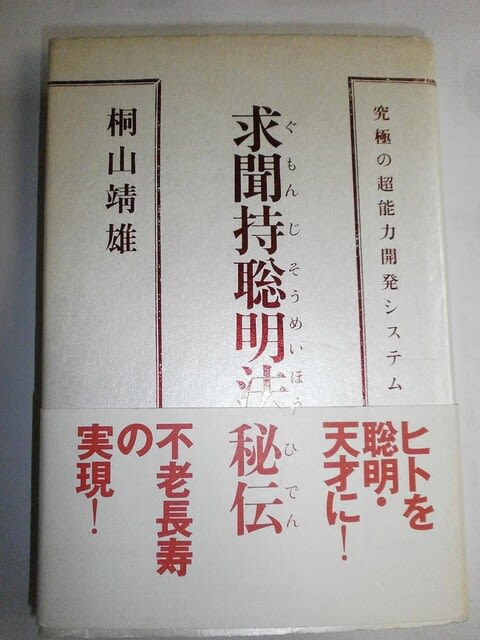 究極の超能力開発システム
求聞持聡明法秘伝
ぐもんじそうめいほうひでん
桐山靖雄
ヒトを
聡明・
天才に!
不老長寿
の
実現!